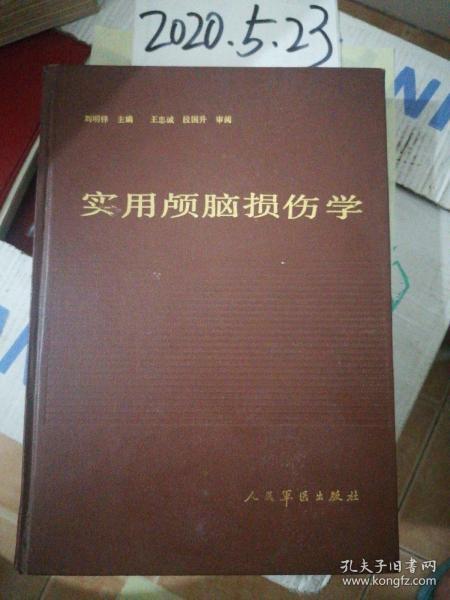 2020.5.23
刘明铎 主编 王忠诚 段国升 审阅
实用颅脑损伤学
人民军医出版社
孔夫子旧书网
www.kongfz.com